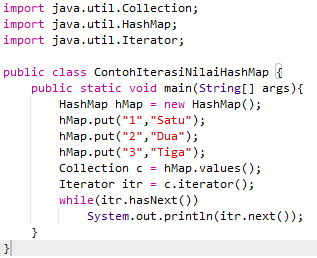 import java.util.Collection;
import java.util.HashMap;
import java.util.Iterator;

public class ContohIterasiNilaiHashMap {
    public static void main(String[] args){
        HashMap hMap = new HashMap();
        hMap.put("1","Satu");
        hMap.put("2","Dua");
        hMap.put("3","Tiga");
        Collection c = hMap.values();
        Iterator itr = c.iterator();
        while(itr.hasNext())
            System.out.println(itr.next());
    }
}